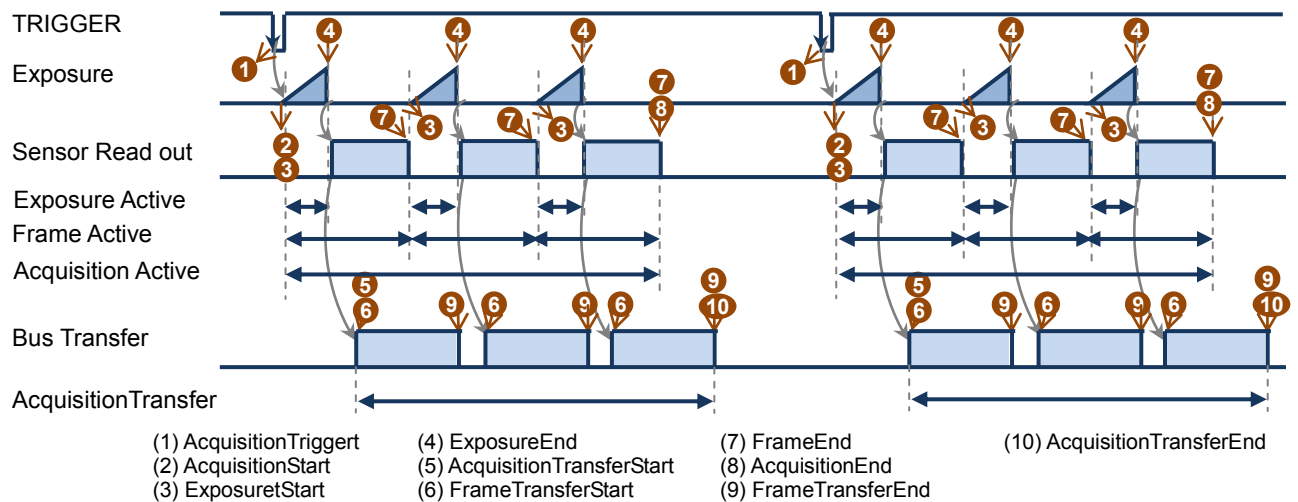 TRIGGER
4 4 4 4 4 4
1 1
Exposure
7 7
8 8
7 3 7 3 7 3 7 3
2 2
Sensor Read out
3 3
Exposure Active
Frame Active
Acquisition Active
5 9 5 9
6 9 6 9 6 10 6 9 6 9 6 10
Bus Transfer
AcquisitionTransfer
(1) AcquisitionTriggert (4) ExposureEnd (7) FrameEnd (10) AcquisitionTransferEnd
(2) AcquisitionStart (5) AcquisitionTransferStart (8) AcquisitionEnd
(3) ExposuretStart (6) FrameTransferStart (9) FrameTransferEnd